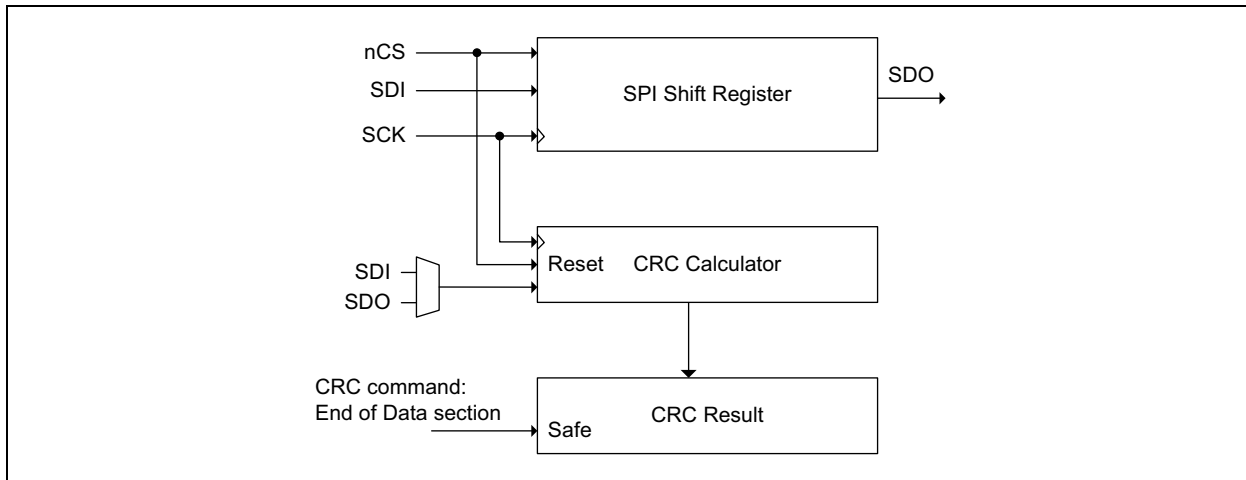 nCS
SDI
SCK
SPI Shift Register
SDO
SDI
SDO
Reset
CRC Calculator
CRC command:
End of Data section
Safe
CRC Result